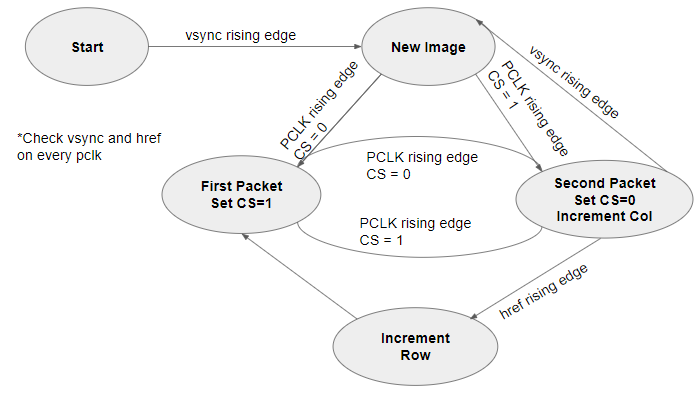 Start
vsync rising edge
New Image
PCLK rising edge
CS = 0
PCLK rising edge
CS = 1
vsync rising edge
*Check vsync and href
on every pclk
PCLK rising edge
CS = 0
First Packet
Set CS=1
Second Packet
Set CS=0
Increment Col
PCLK rising edge
CS = 1
href rising edge
Increment
Row